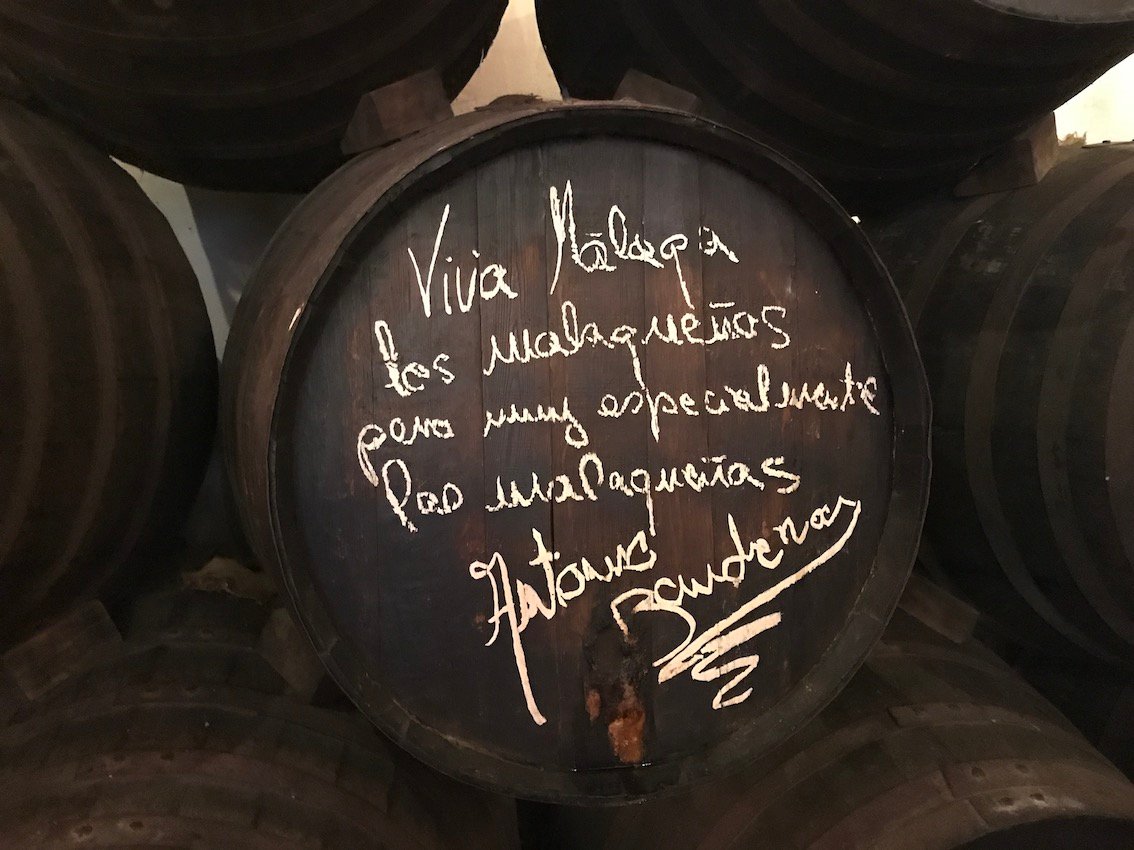 Viva Málaga
los malagueños
pero muy especialmente
las malagueñas
Antonio
Banderas